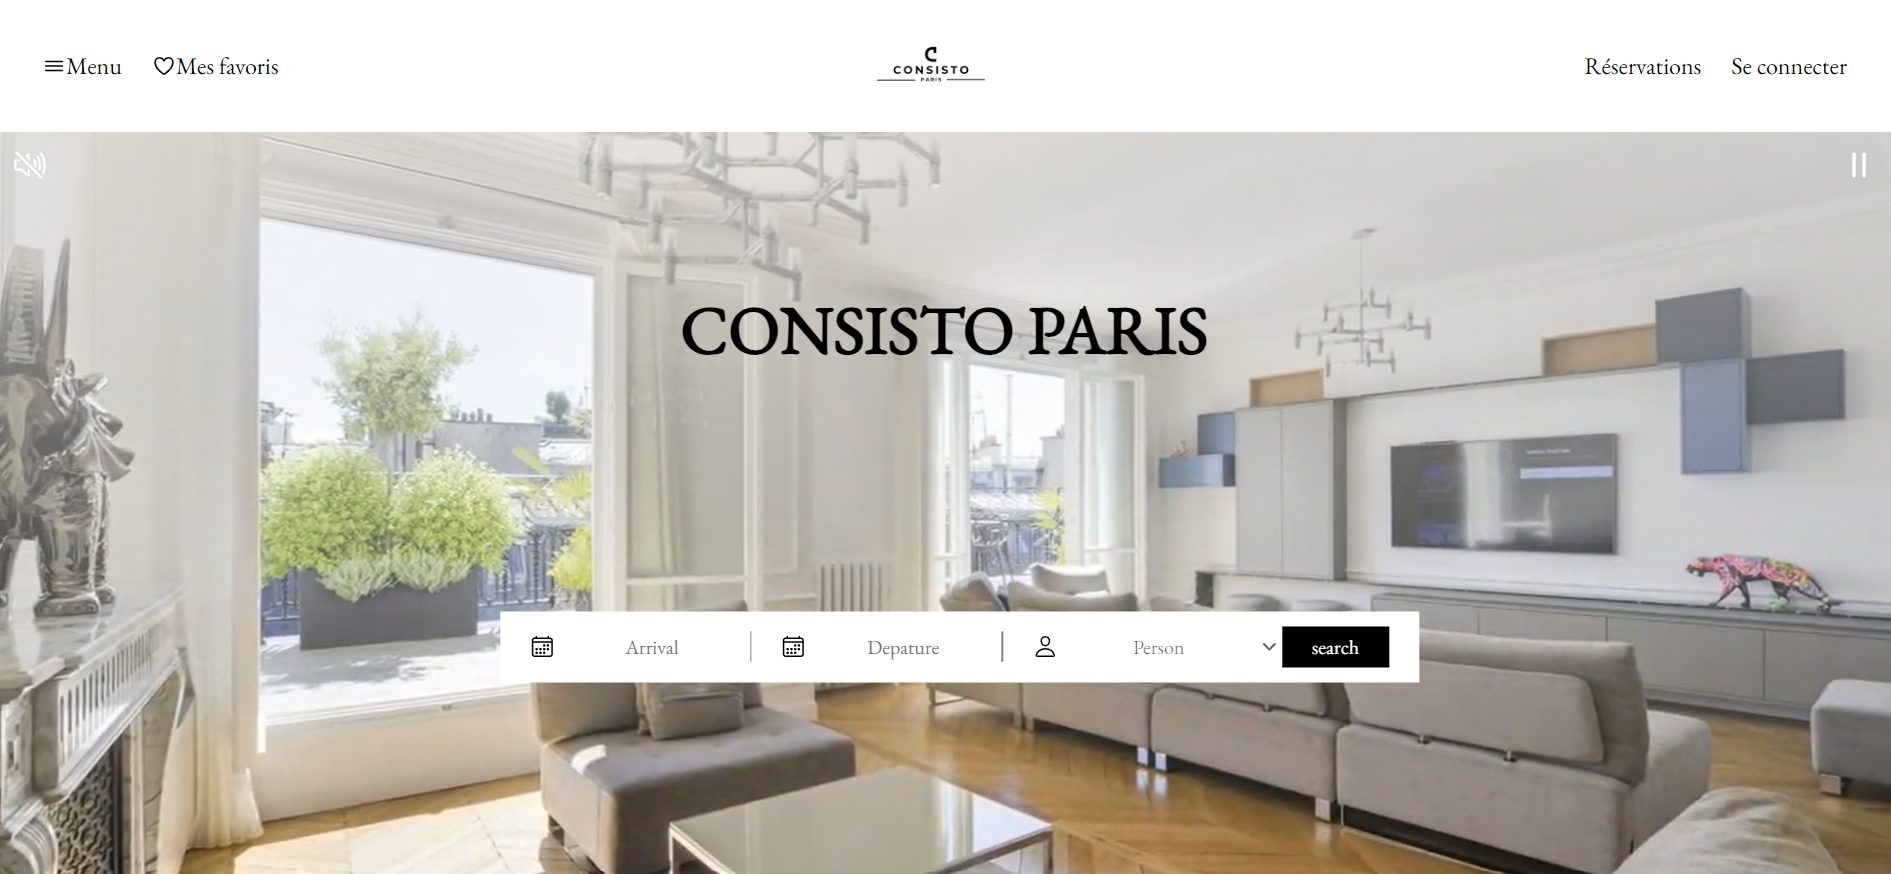 Menu
Mes favoris
C
CONSISTO
PARIS
Réservations
Se connecter
CONSISTO PARIS
Arrival
Depature
Person
search